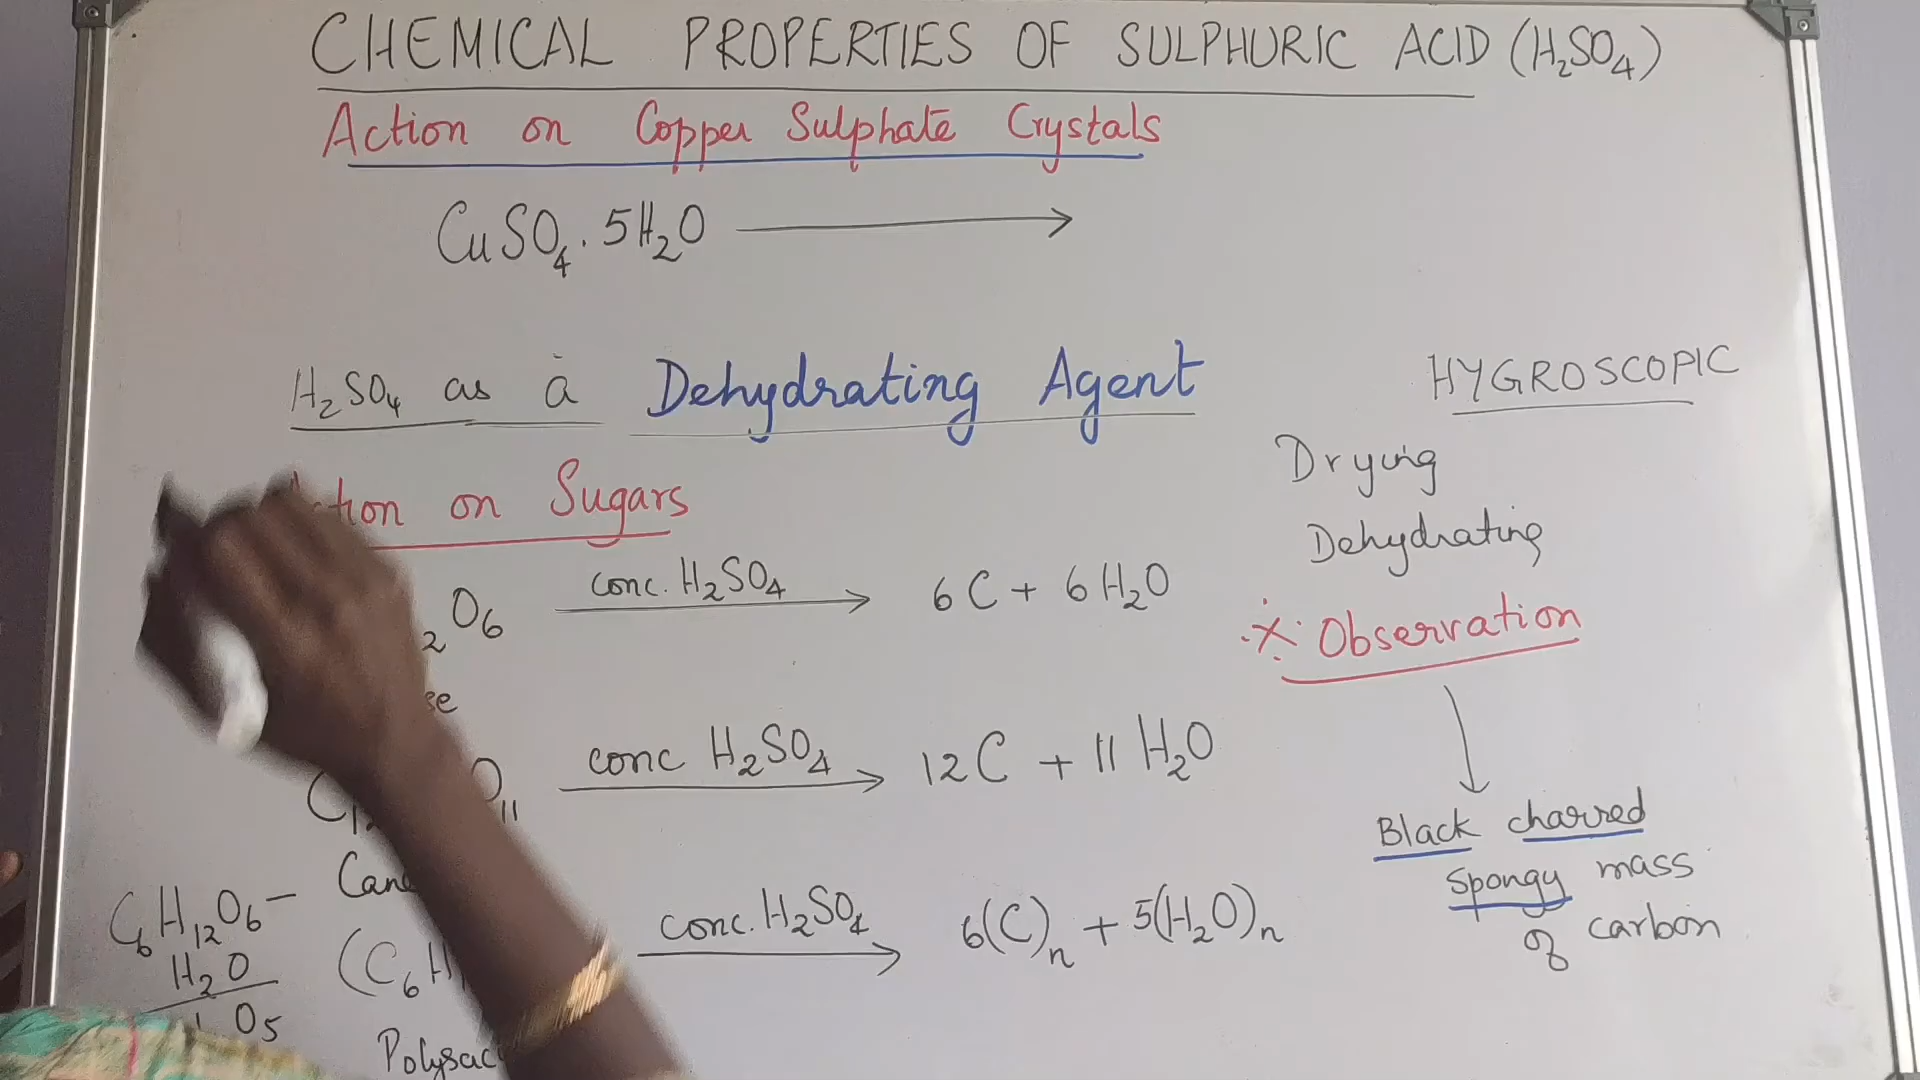 CHEMICAL PROPERTIES OF SULPHURIC ACID (H₂SO₄)
Action on Copper Sulphate Crystals
CuSO₄.5H₂O ⟶
H₂SO₄ as a Dehydrating Agent
HYGROSCOPIC
Drying
Dehydrating
on Sugars
₂O₆ conc. H₂SO₄ ⟶ 6C + 6H₂O
conc H₂SO₄ ⟶ 12C + 11H₂O
conc. H₂SO₄ ⟶ 6(C)ₙ + 5(H₂O)ₙ
Observation
Black charred
spongy mass
of carbon
C₆H₁₂O₆ −
H₂O
O₅